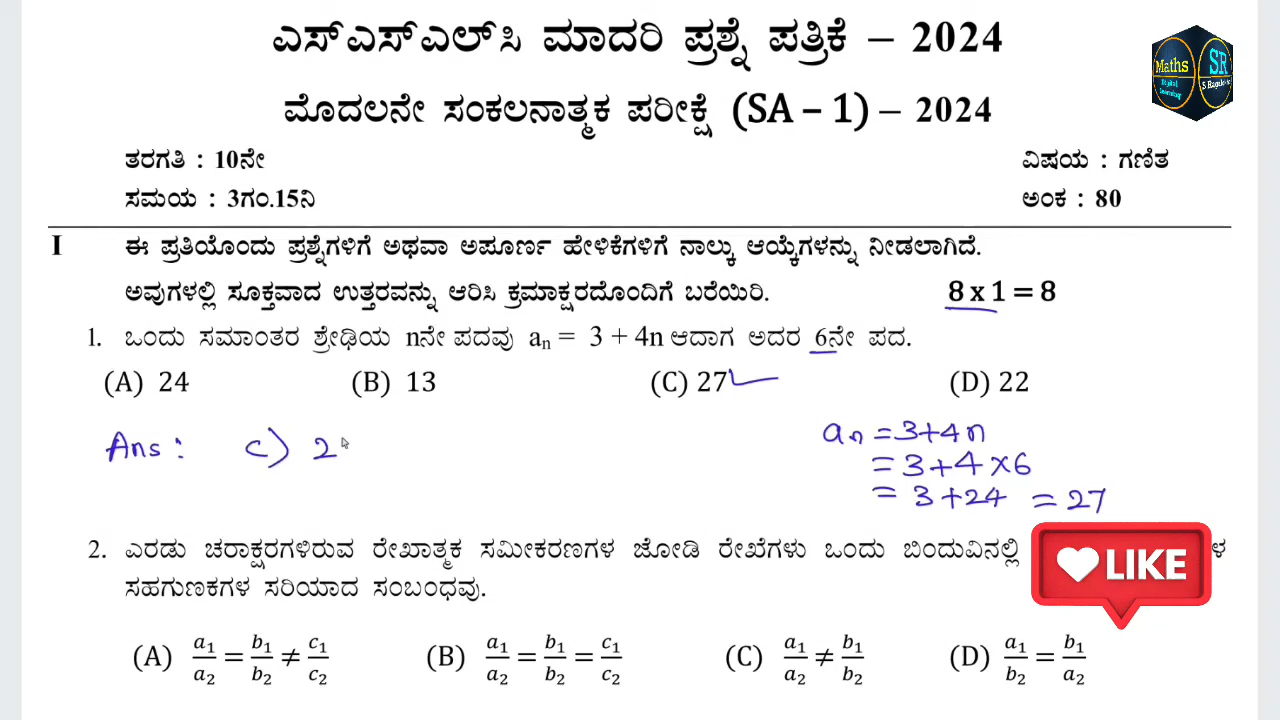 ಎಸ್ಎಸ್ಎಲ್‌ಸಿ ಮಾದರಿ ಪ್ರಶ್ನೆ ಪತ್ರಿಕೆ – 2024
Maths SR
Digital Learning
ಮೊದಲನೇ ಸಂಕಲನಾತ್ಮಕ ಪರೀಕ್ಷೆ (SA – 1) – 2024
ತರಗತಿ : 10ನೇ ವಿಷಯ : ಗಣಿತ
ಸಮಯ : 3ಗಂ.15ನಿ ಅಂಕ : 80
I ಈ ಪ್ರತಿಯೊಂದು ಪ್ರಶ್ನೆಗಳಿಗೆ ಅಥವಾ ಅಪೂರ್ಣ ಹೇಳಿಕೆಗಳಿಗೆ ನಾಲ್ಕು ಆಯ್ಕೆಗಳನ್ನು ನೀಡಲಾಗಿದೆ.
ಅವುಗಳಲ್ಲಿ ಸೂಕ್ತವಾದ ಉತ್ತರವನ್ನು ಆರಿಸಿ ಕ್ರಮಾಕ್ಷರದೊಂದಿಗೆ ಬರೆಯಿರಿ. 8 x 1 = 8
1. ಒಂದು ಸಮಾಂತರ ಶ್ರೇಢಿಯ nನೇ ಪದವು aₙ = 3 + 4n ಆದಾಗ ಅದರ 6ನೇ ಪದ.
(A) 24 (B) 13 (C) 27 (D) 22
Ans : C) 2
aₙ = 3+4n
= 3+4×6
= 3+24 = 27
2. ಎರಡು ಚರಾಕ್ಷರಗಳಿರುವ ರೇಖಾತ್ಮಕ ಸಮೀಕರಣಗಳ ಜೋಡಿ ರೇಖೆಗಳು ಒಂದು ಬಿಂದುವಿನಲ್ಲಿ
LIKE
ಸಹಗುಣಕಗಳ ಸರಿಯಾದ ಸಂಬಂಧವು.
(A) a₁/a₂ = b₁/b₂ ≠ c₁/c₂ (B) a₁/a₂ = b₁/b₂ = c₁/c₂ (C) a₁/a₂ ≠ b₁/b₂ (D) a₁/b₂ = b₁/a₂